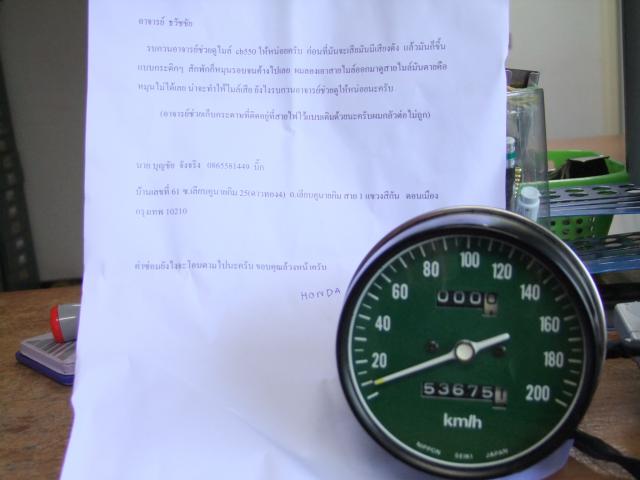 อาจารย์ ธวัชชัย
รบกวนอาจารย์ช่วยดูไมล์ cb550 ให้หน่อยครับ ก่อนที่มันจะเสียมันมีเสียงดัง แล้วมันก็ขึ้น
แบบกระดิกๆ สักพักก็หมุนรอบจนค้างไปเลย ผมลองเอาสายไมล์ออกมาดูสายไมล์มันตายคือ
หมุนไม่ได้เลย น่าจะทำให้ไมล์เสีย ยังไงรบกวนอาจารย์ช่วยดูให้หน่อยนะครับ
(อาจารย์ช่วยเก็บกระดาษที่ติดอยู่ที่สายไฟไว้แบบเดิมด้วยนะครับผมกลัวต่อไม่ถูก)
นาย บุญชัย จังจริง 0865581449 บิ๊ก
บ้านเลขที่ 61 ซ.เลียบคูนายกิม 25(ดาวทอง4) ถ.เลียบคูนายกิม สาย 1 แขวงสีกัน ดอนเมือง
กรุงเทพ 10210
ค่าซ่อมยังไงจะโอนตามไปนะครับ ขอบคุณล้วงหน้าครับ
HONDA
20 40 60 80 100 120 140 160 180 200
000
53675
km/h
NIPPON SEIKI JAPAN